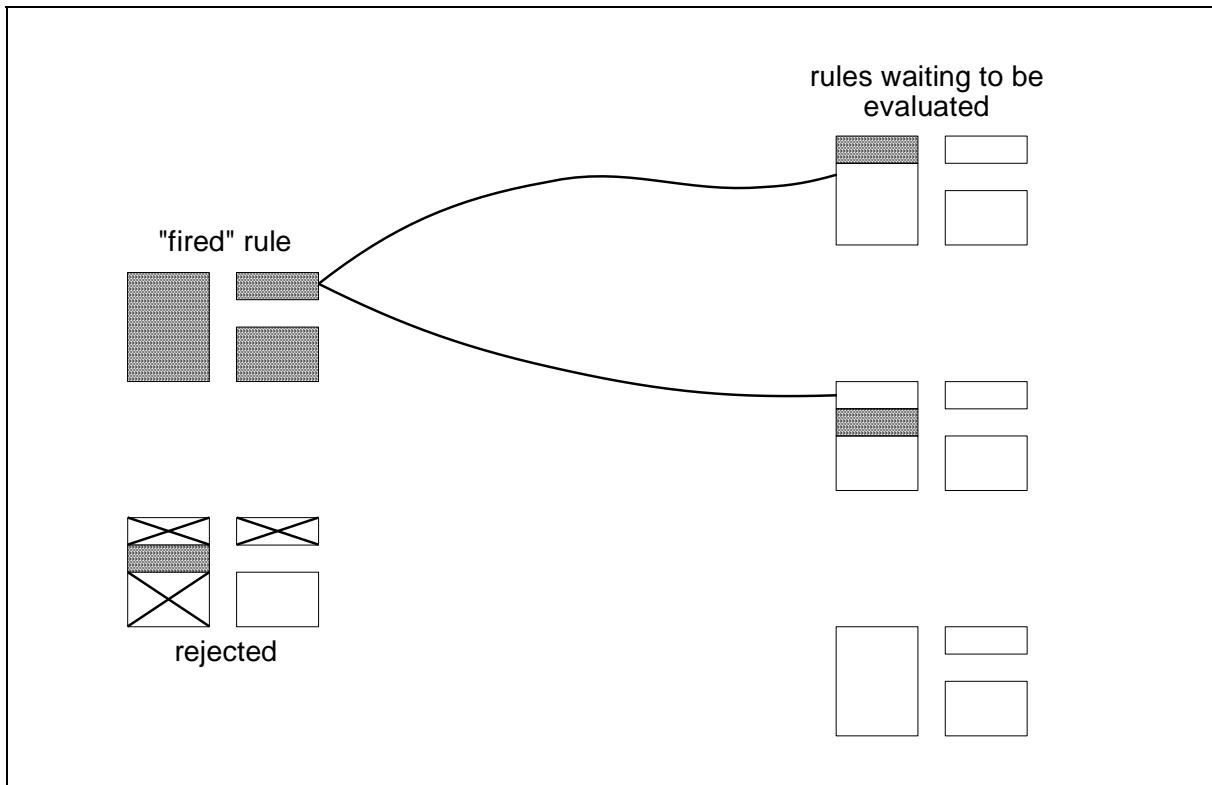 rules waiting to be
evaluated
"fired" rule
rejected